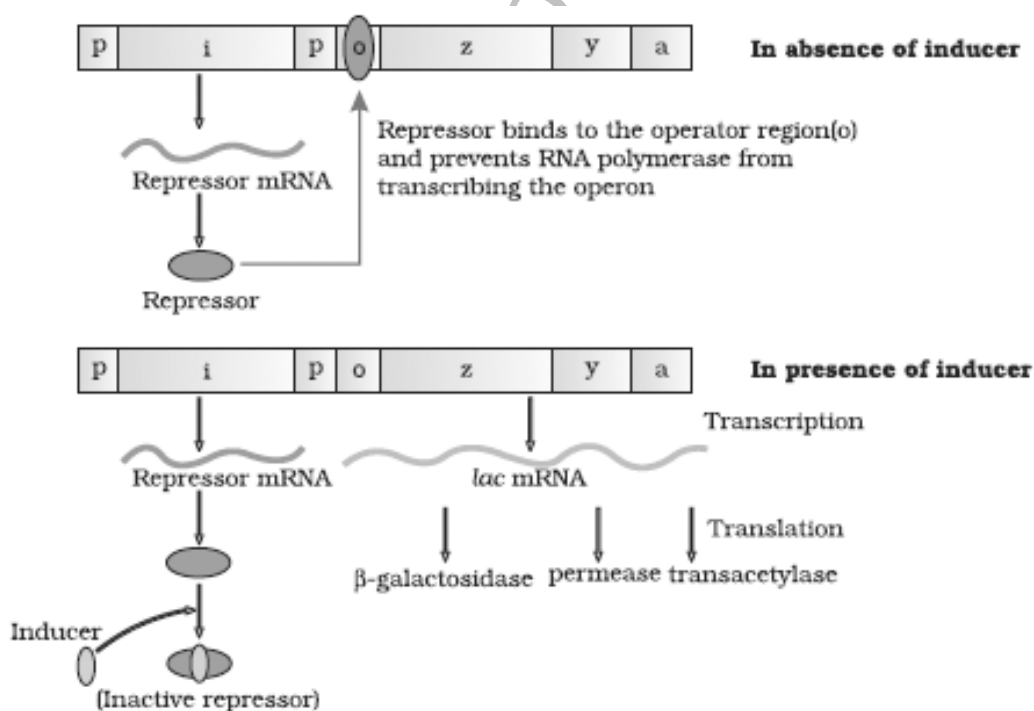 p i p o z y a In absence of inducer
Repressor binds to the operator region(o)
and prevents RNA polymerase from
transcribing the operon
Repressor mRNA
Repressor
p i p o z y a In presence of inducer
Transcription
Repressor mRNA lac mRNA
Translation
β-galactosidase permease transacetylase
Inducer
(Inactive repressor)